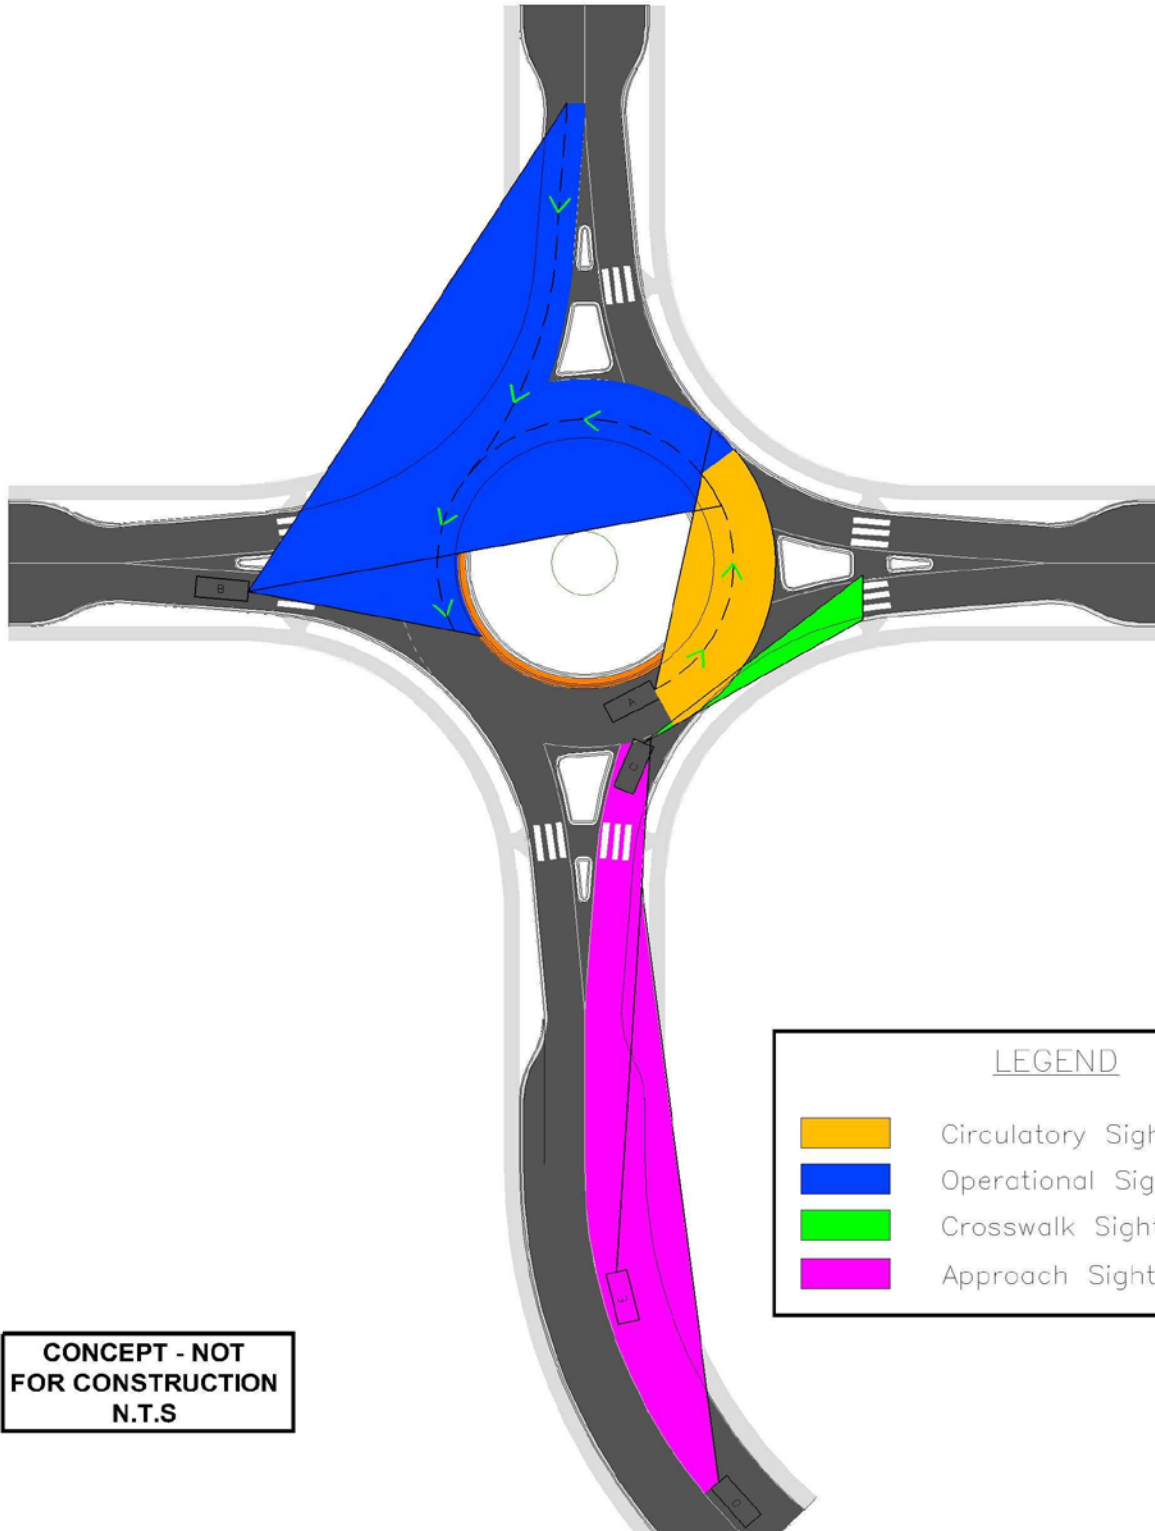 B
A
C
LEGEND
Circulatory Sigh
Operational Sig
Crosswalk Sight
Approach Sight
E
CONCEPT - NOT
FOR CONSTRUCTION
N.T.S
D